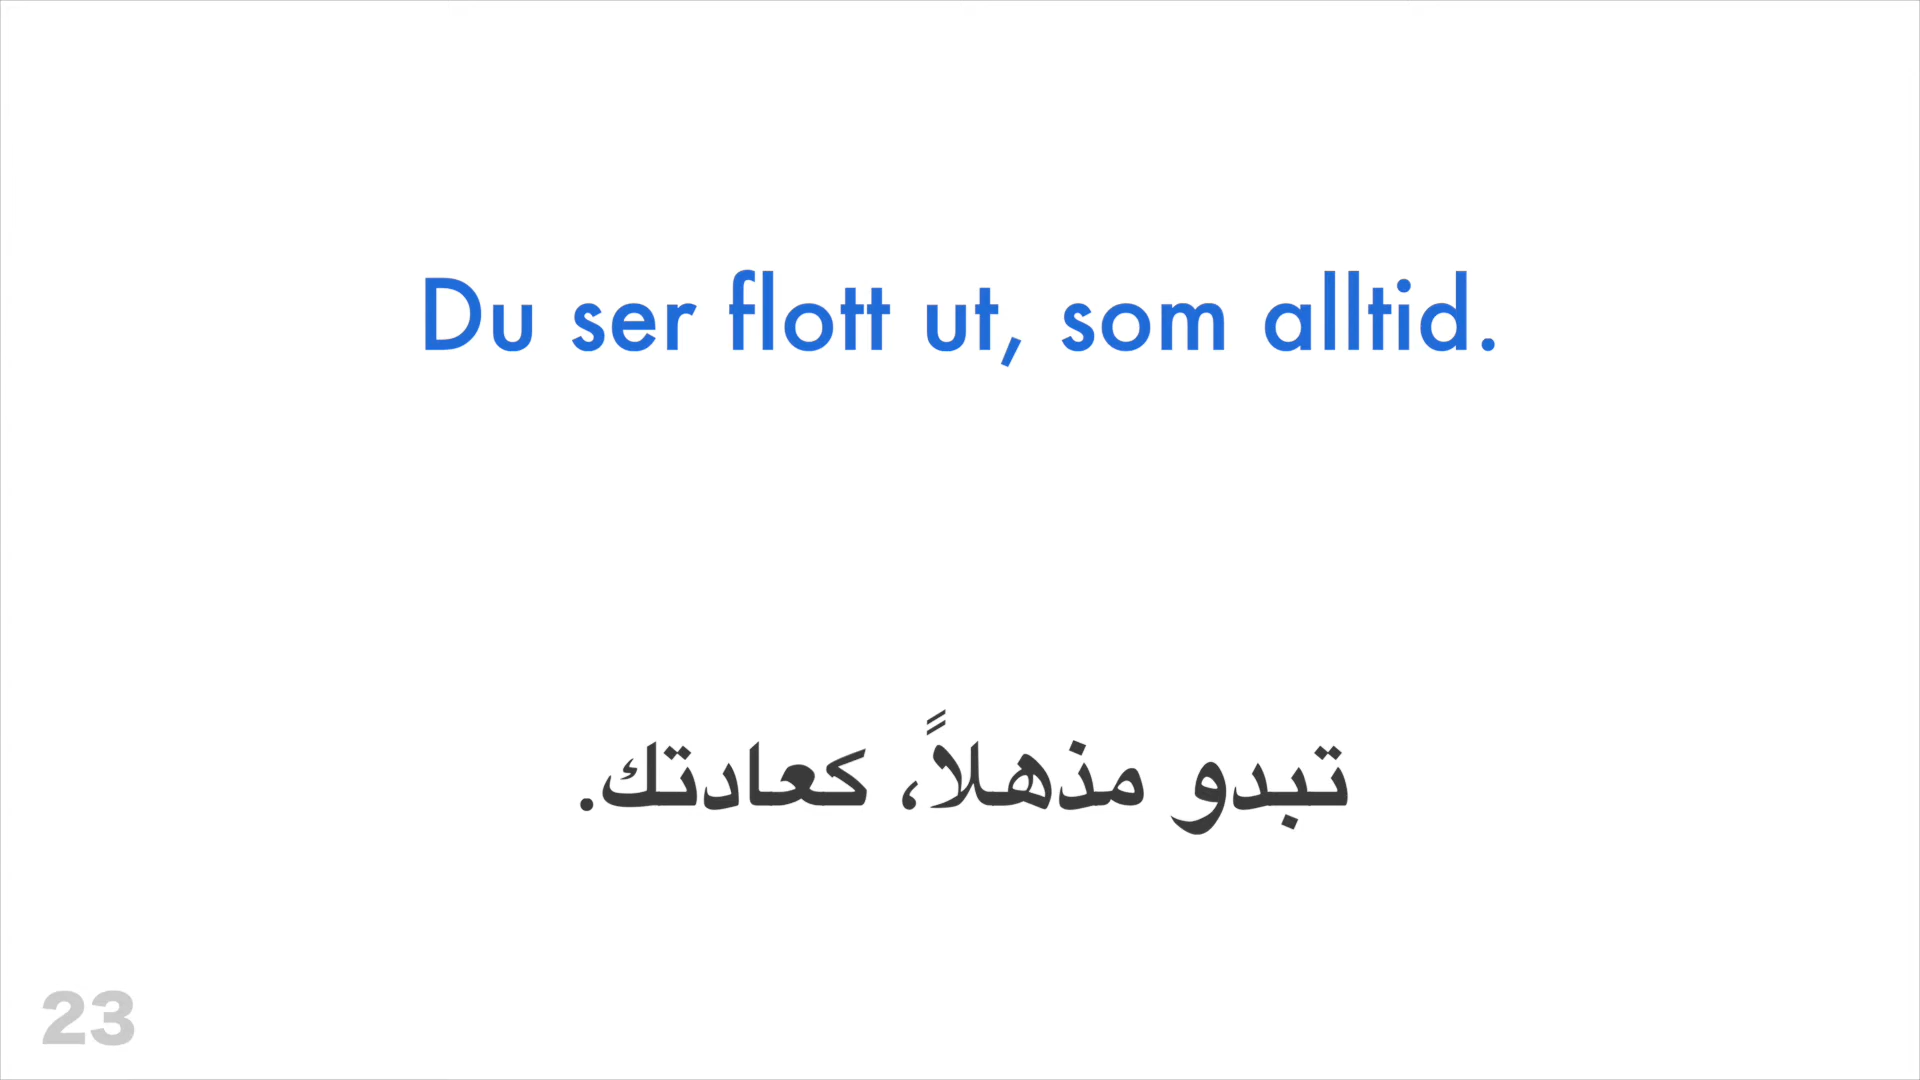 Du ser flott ut, som alltid.
تبدو مذهلاً، كعادتك.
23